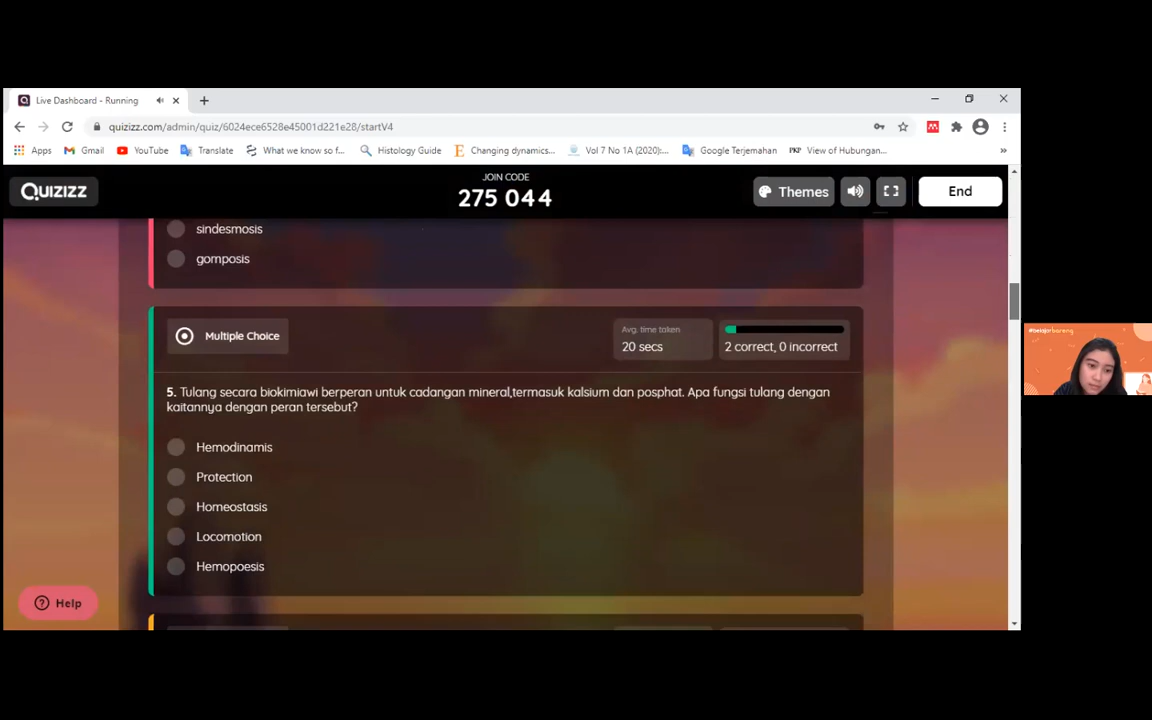 Live Dashboard - Running
quizizz.com/admin/quiz/6024ece6528e45001d221e28/startV4
Apps Gmail YouTube Translate What we know so f... Histology Guide Changing dynamics... Vol 7 No 1A (2020):... Google Terjemahan PKP View of Hubungan... »
Quizizz
JOIN CODE
275 044
Themes
End
sindesmosis
gomposis
Multiple Choice
Avg. time taken
20 secs
2 correct, 0 incorrect
5. Tulang secara biokimiawi berperan untuk cadangan mineral,termasuk kalsium dan posphat. Apa fungsi tulang dengan
kaitannya dengan peran tersebut?
Hemodinamis
Protection
Homeostasis
Locomotion
Hemopoesis
? Help
#belajarbareng